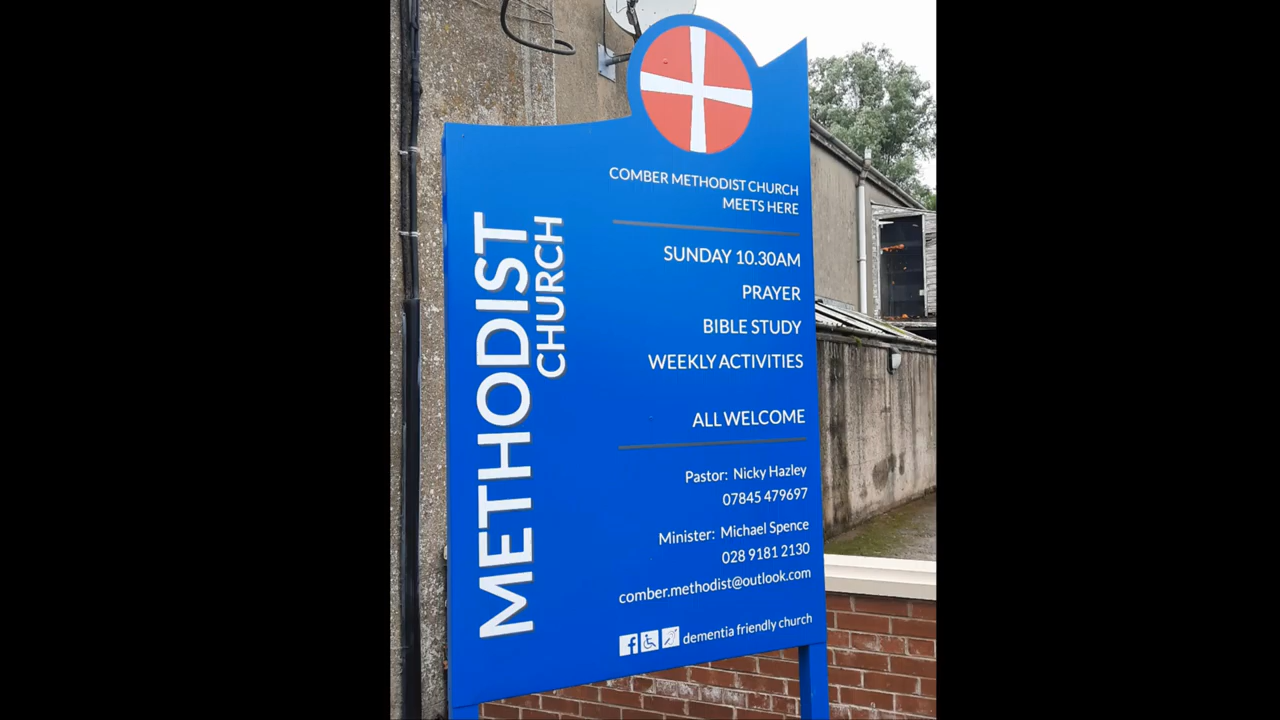 METHODIST
CHURCH
COMBER METHODIST CHURCH
MEETS HERE
SUNDAY 10.30AM
PRAYER
BIBLE STUDY
WEEKLY ACTIVITIES
ALL WELCOME
Pastor: Nicky Hazley
07845 479697
Minister: Michael Spence
028 9181 2130
comber.methodist@outlook.com
dementia friendly church